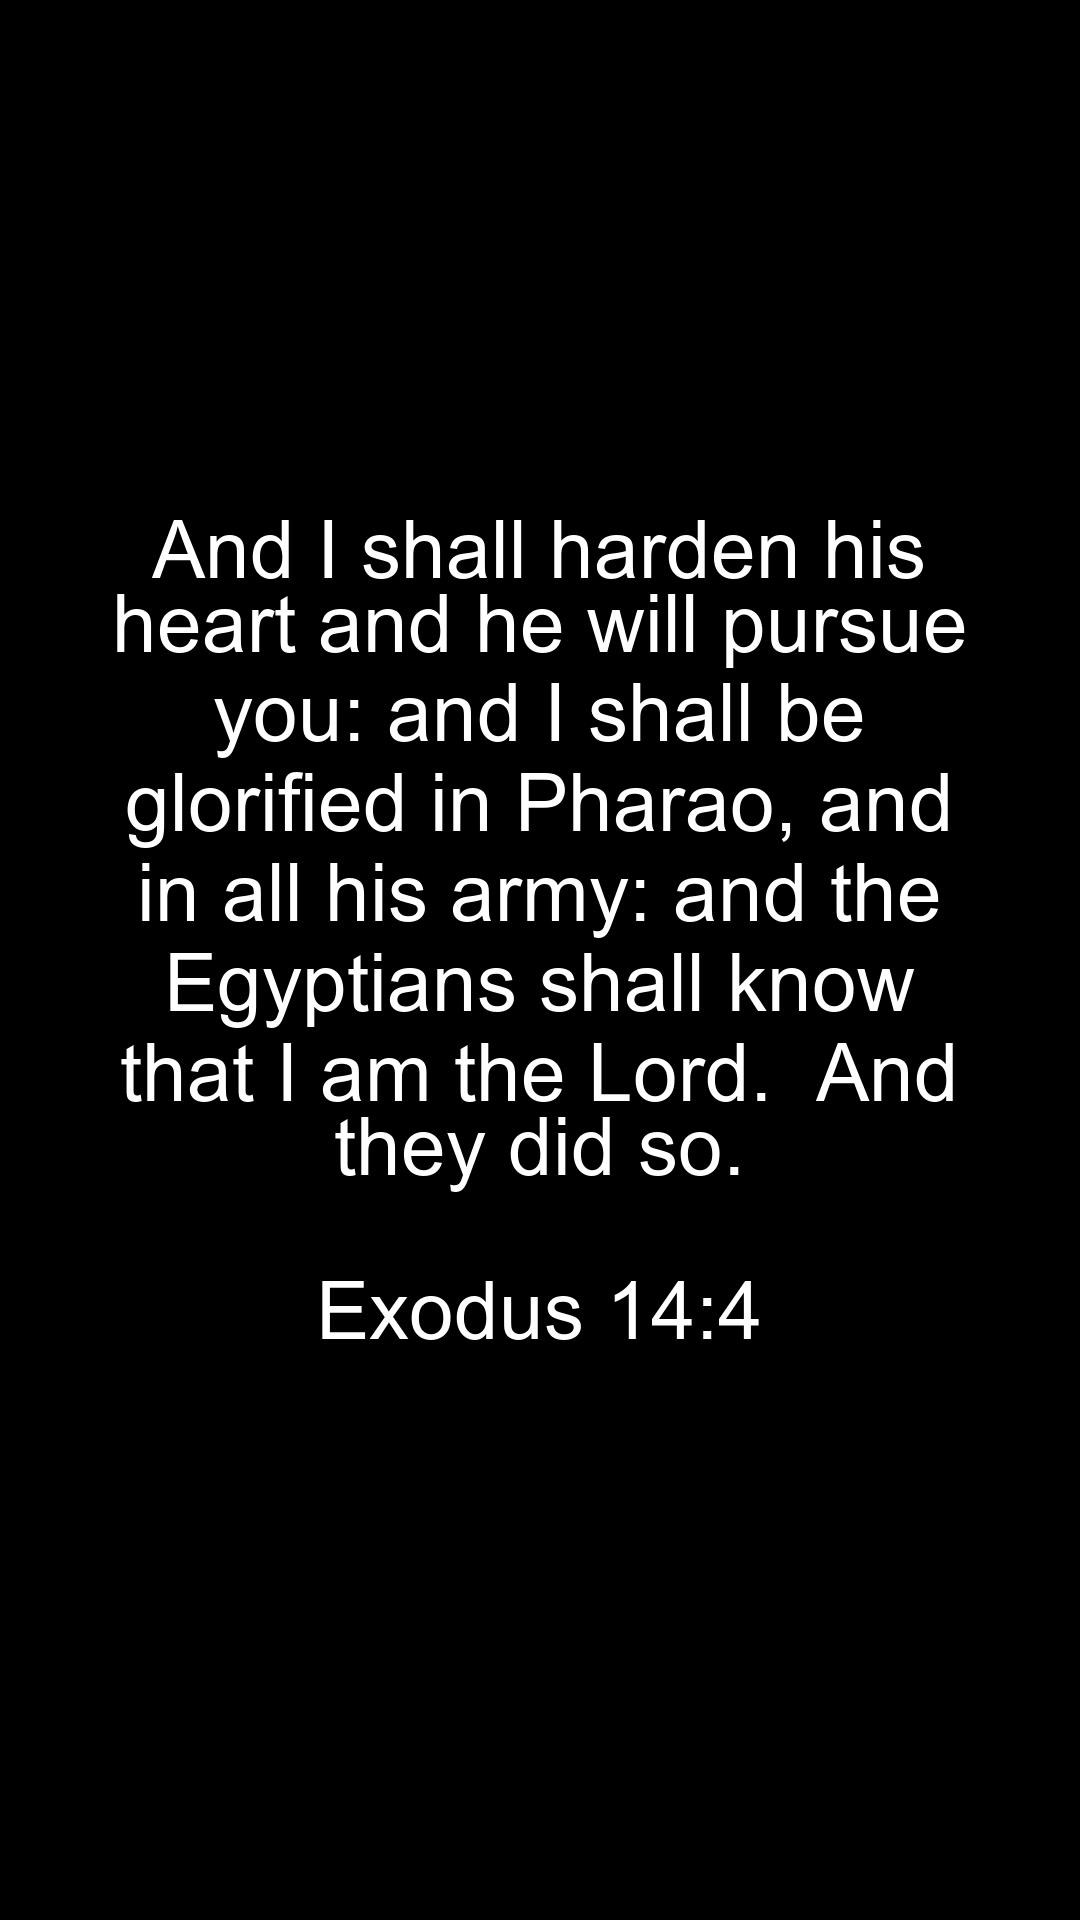 And I shall harden his
heart and he will pursue
you: and I shall be
glorified in Pharao, and
in all his army: and the
Egyptians shall know
that I am the Lord.  And
they did so.
Exodus 14:4